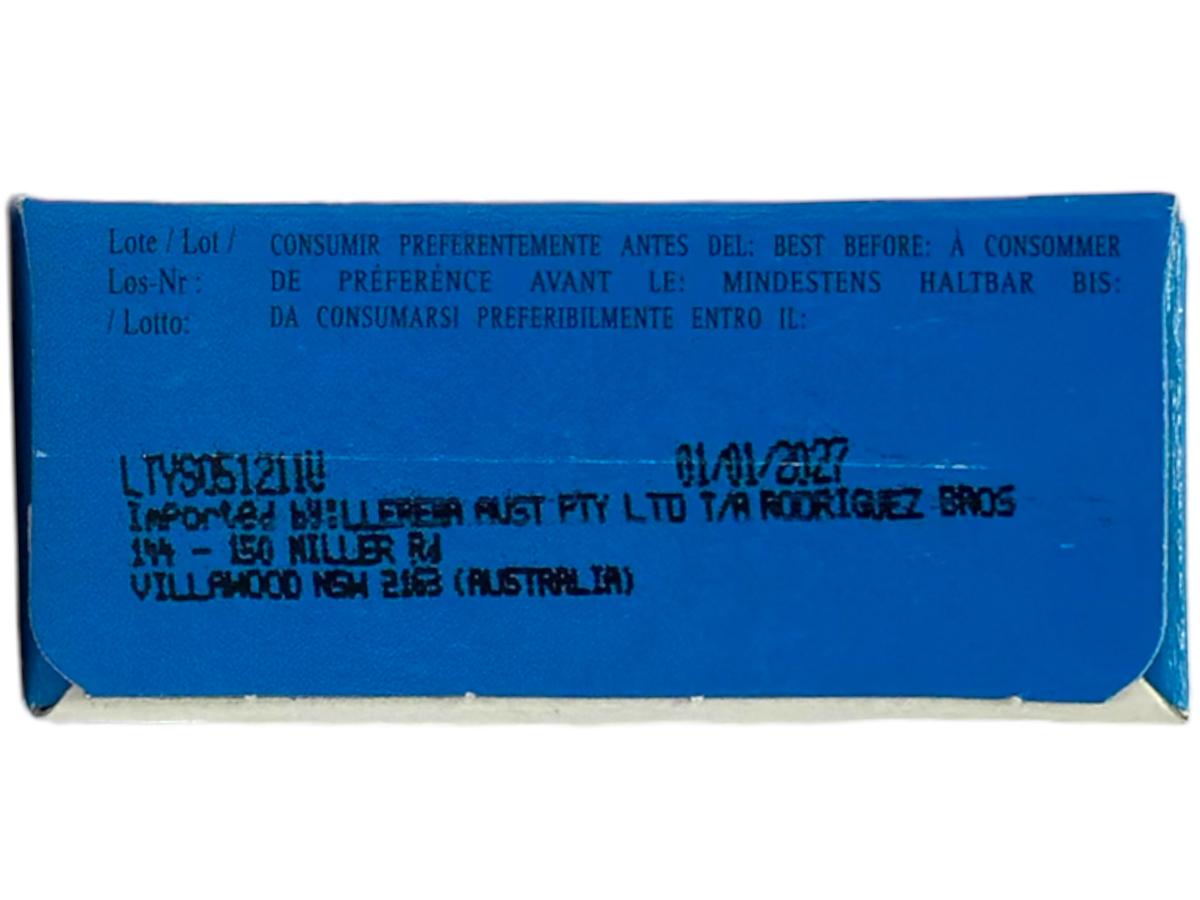 Lote / Lot / CONSUMIR PREFERENTEMENTE ANTES DEL: BEST BEFORE: À CONSOMMER
Los-Nr : DE PRÉFERÉNCE AVANT LE: MINDESTENS HALTBAR BIS:
/ Lotto: DA CONSUMARSI PREFERIBILMENTE ENTRO IL:
01/01/2027
Imported by: AUST PTY LTD T/A RODRIGUEZ BROS
144 - 150 MILLER Rd
VILLAWOOD NSW 2163 (AUSTRALIA)